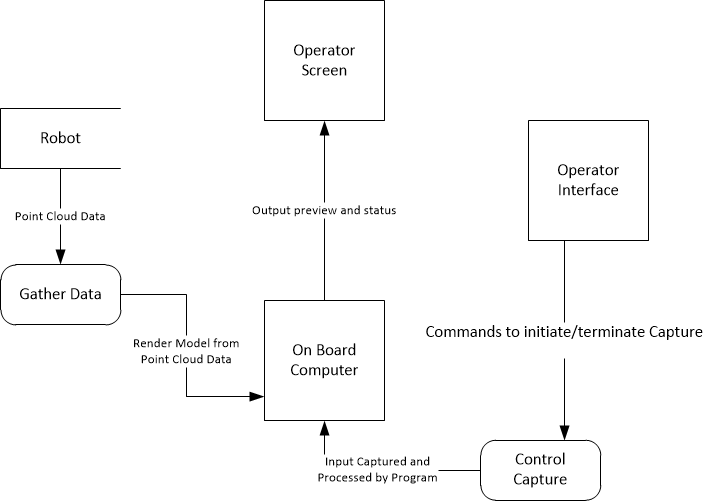 Operator
Screen
Robot
Operator
Interface
Point Cloud Data
Output preview and status
Gather Data
Render Model from
Point Cloud Data
On Board
Computer
Commands to initiate/terminate Capture
Input Captured and
Processed by Program
Control
Capture